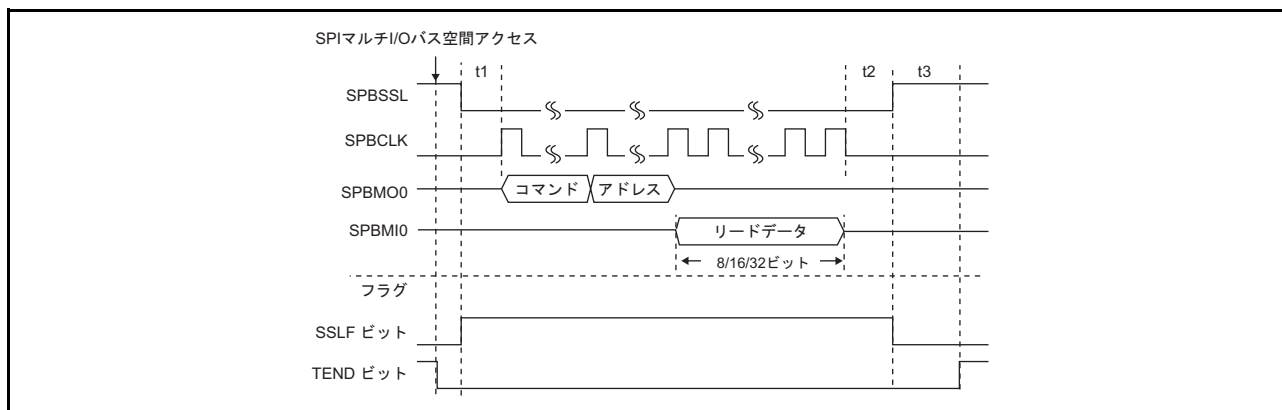 SPIマルチI/Oバス空間アクセス
t1
t2
t3
SPBSSL
SPBCLK
SPBMO0
コマンド
アドレス
SPBMI0
リードデータ
8/16/32ビット
フラグ
SSLF ビット
TEND ビット